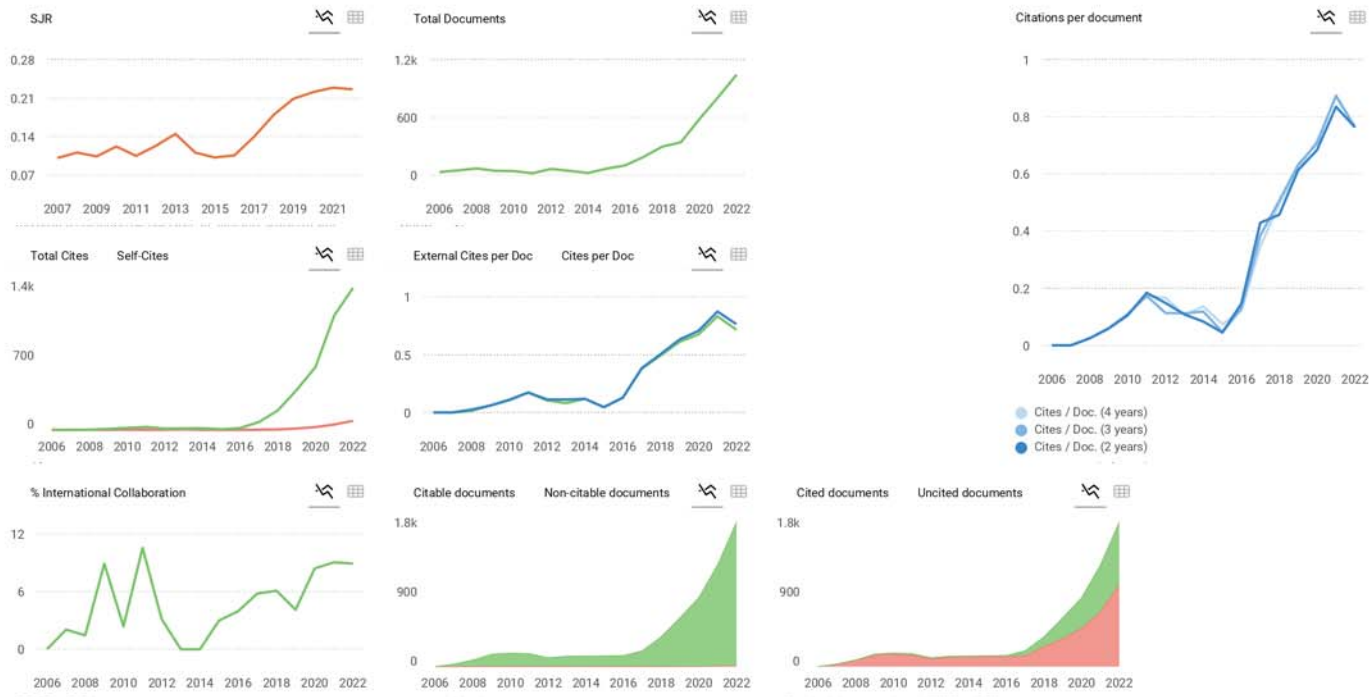 SJR
0.28
0.21
0.14
0.07
2007 2009 2011 2013 2015 2017 2019 2021
Total Documents
1.2k
600
0
2006 2008 2010 2012 2014 2016 2018 2020 2022
Citations per document
1
0.8
0.6
0.4
0.2
0
2006 2008 2010 2012 2014 2016 2018 2020 2022
Cites / Doc. (4 years)
Cites / Doc. (3 years)
Cites / Doc. (2 years)
Total Cites Self-Cites
1.4k
700
0
2006 2008 2010 2012 2014 2016 2018 2020 2022
External Cites per Doc Cites per Doc
1
0.5
0
2006 2008 2010 2012 2014 2016 2018 2020 2022
% International Collaboration
12
6
0
2006 2008 2010 2012 2014 2016 2018 2020 2022
Citable documents Non-citable documents
1.8k
900
0
2006 2008 2010 2012 2014 2016 2018 2020 2022
Cited documents Uncited documents
1.8k
900
0
2006 2008 2010 2012 2014 2016 2018 2020 2022